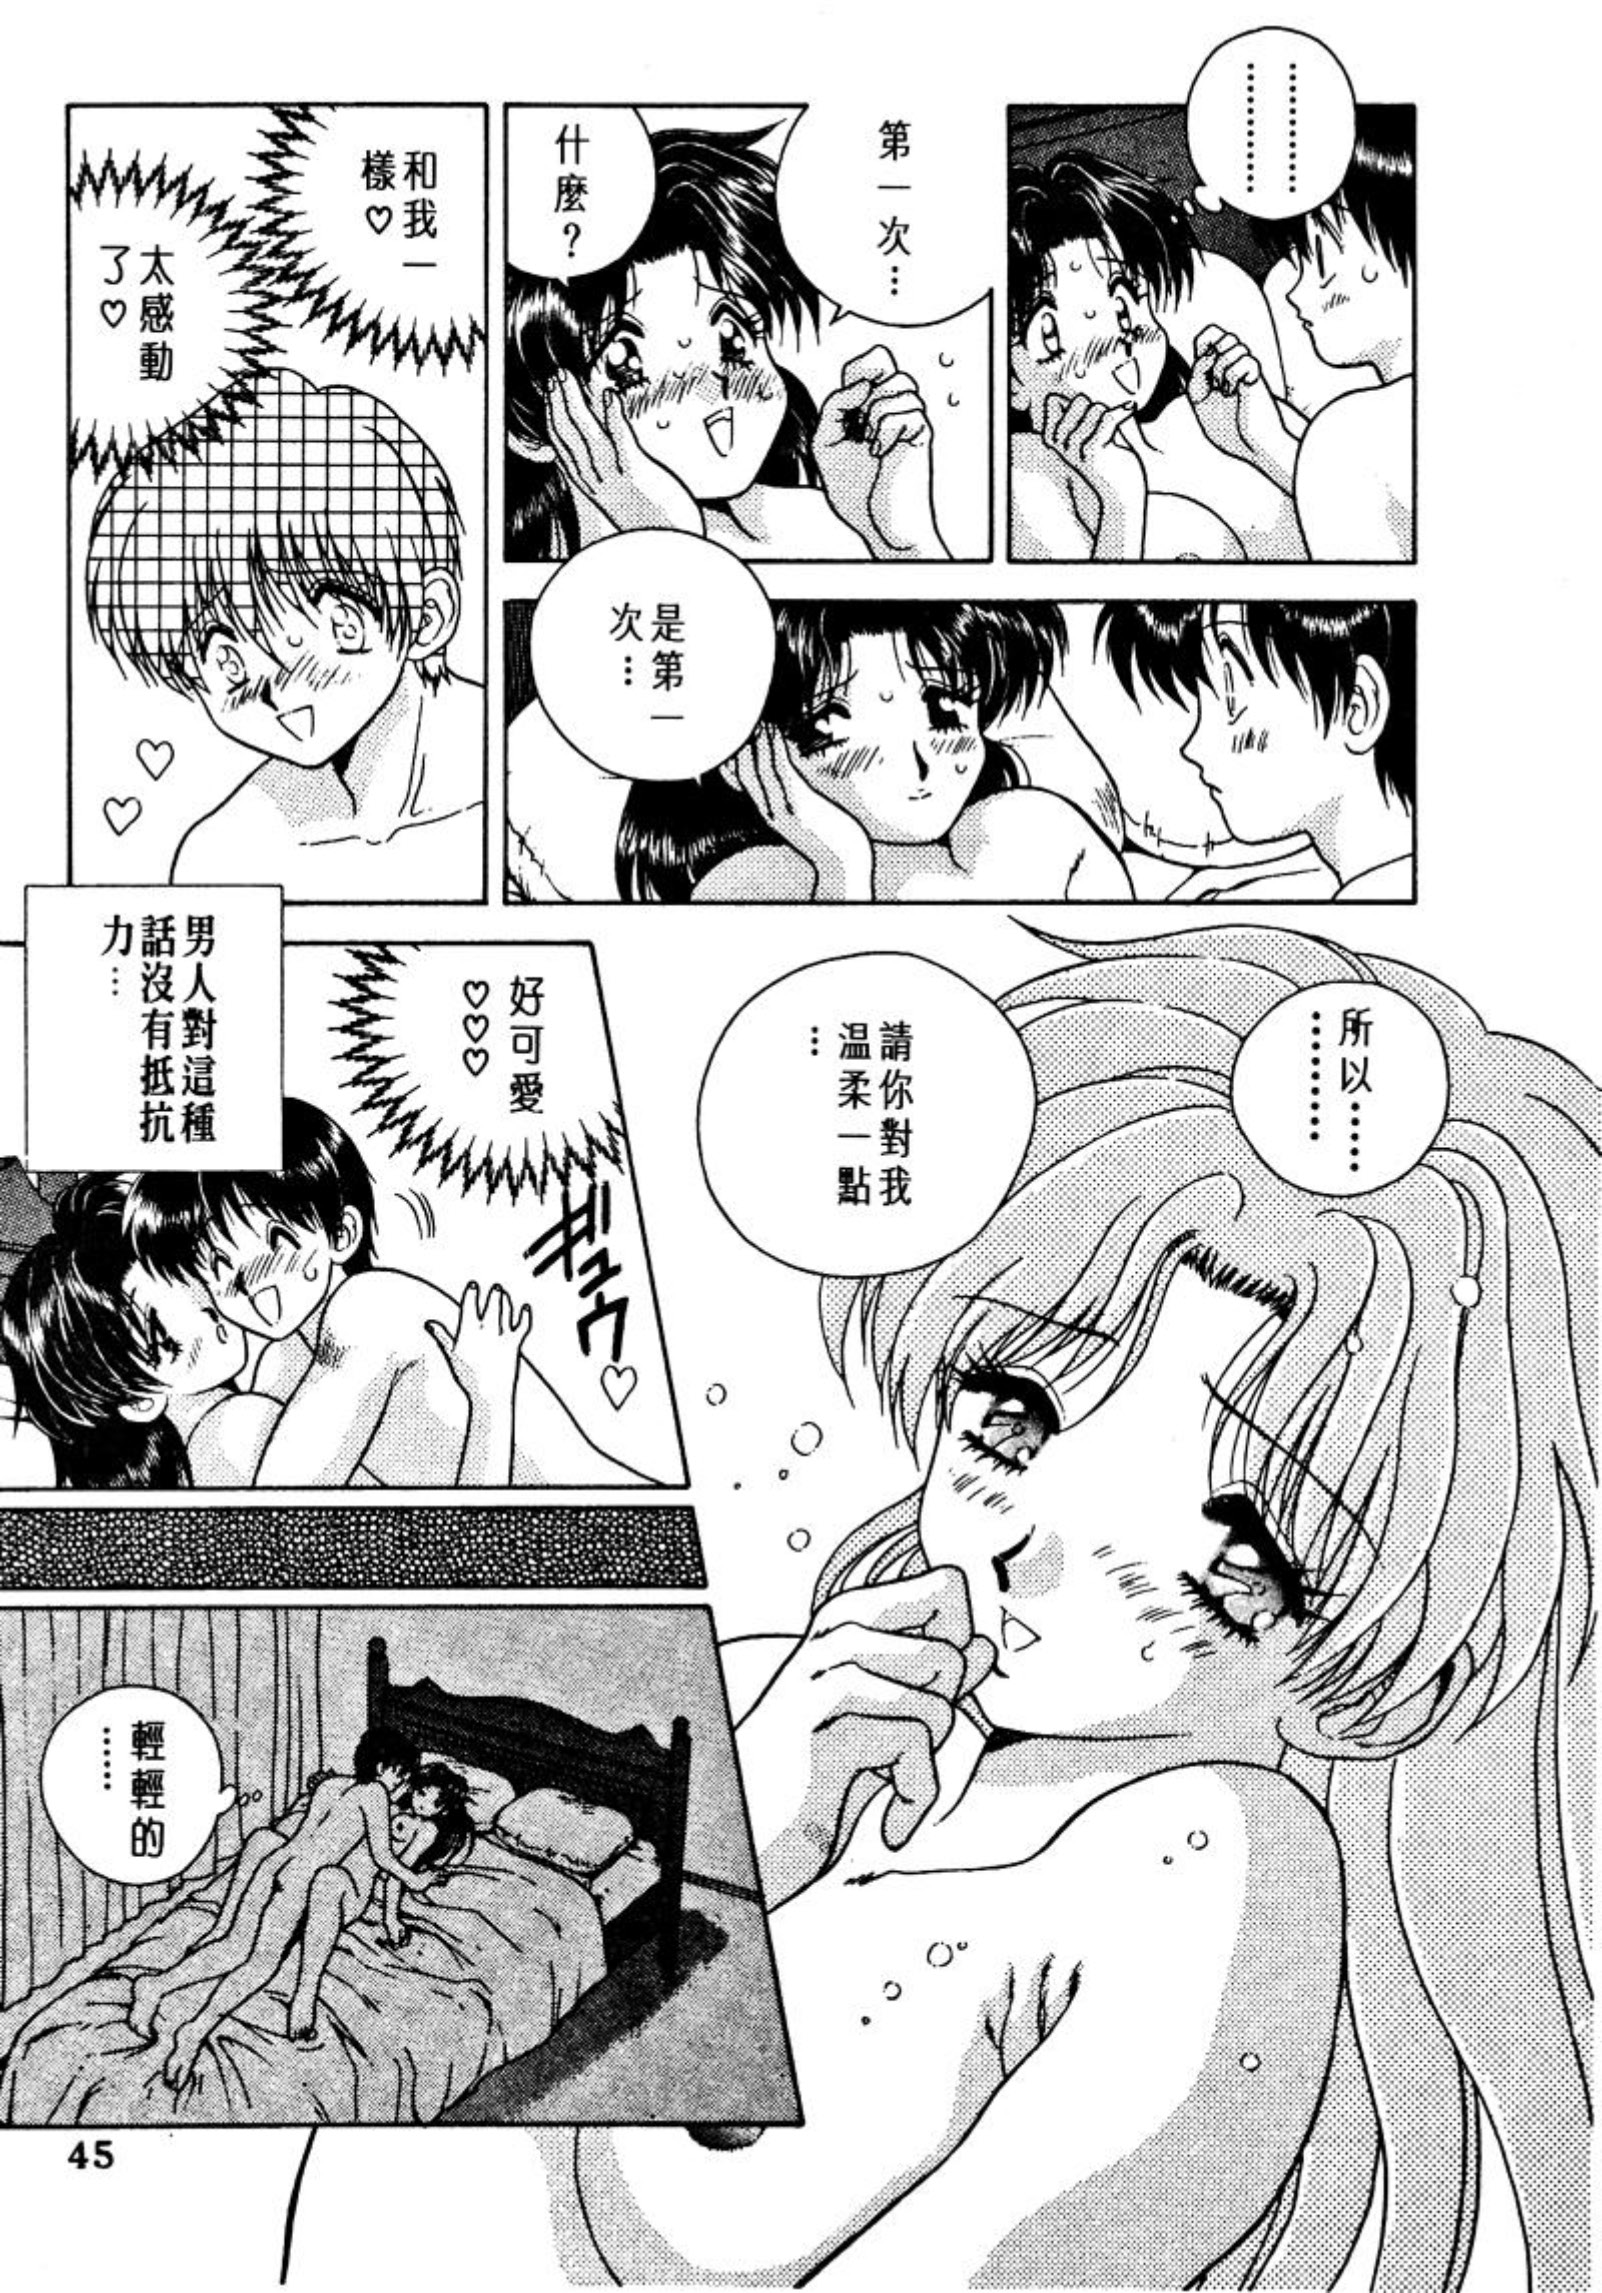 …………
…………
第一次…
什麼？
和我一
樣♡
太感動
了♡
是第一
次…
所以……
………
請你對我
温柔一點
…
好可愛
♡♡♡
ギュウ♡
男人對這種
話沒有抵抗
力…
輕輕的
……
45